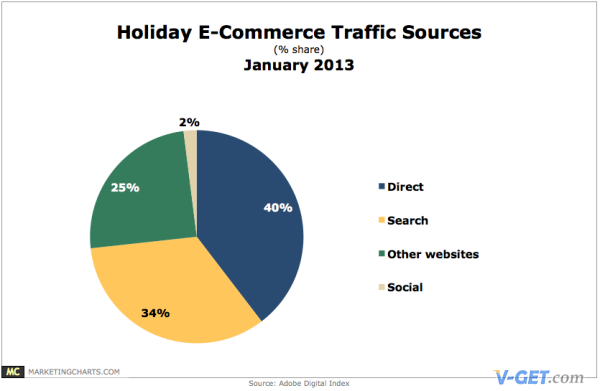 Holiday E-Commerce Traffic Sources
(% share)
January 2013
2%
25%
40%
34%
Direct
Search
Other websites
Social
MC MARKETINGCHARTS.COM
Source: Adobe Digital Index
V-GET.com